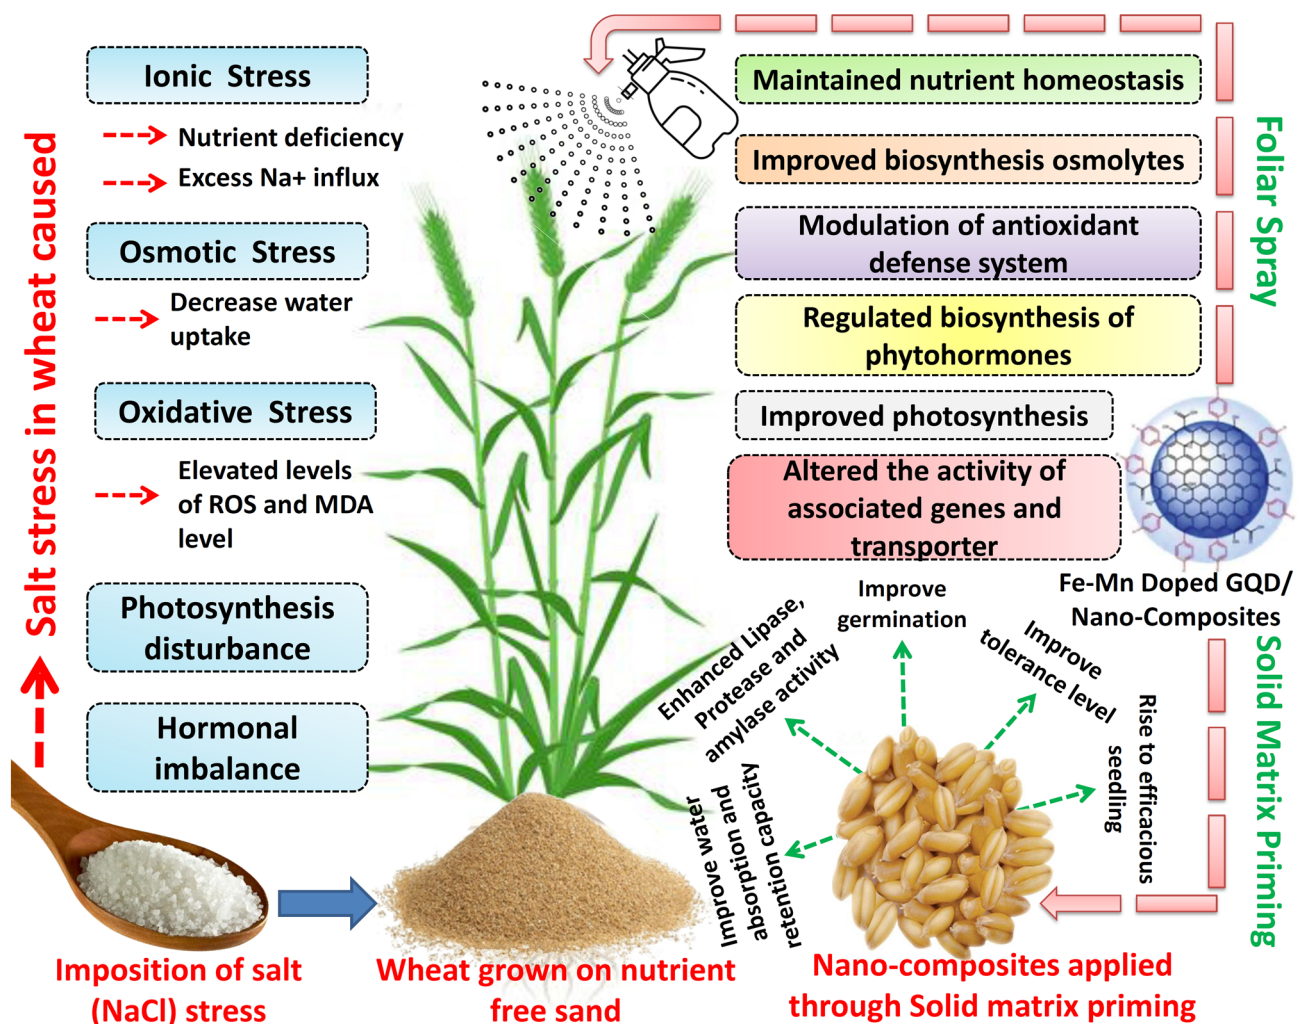 Salt stress in wheat caused
Ionic Stress
Nutrient deficiency
Excess Na+ influx
Osmotic Stress
Decrease water
uptake
Oxidative Stress
Elevated levels
of ROS and MDA
level
Photosynthesis
disturbance
Hormonal
imbalance
Imposition of salt
(NaCl) stress
Wheat grown on nutrient
free sand
Maintained nutrient homeostasis
Improved biosynthesis osmolytes
Modulation of antioxidant
defense system
Regulated biosynthesis of
phytohormones
Improved photosynthesis
Altered the activity of
associated genes and
transporter
Foliar Spray
Fe-Mn Doped GQD/
Nano-Composites
Solid Matrix Priming
Improve
germination
Enhanced Lipase,
Protease and
amylase activity
Improve
tolerance level
Rise to efficacious
seedling
Improve water
absorption and
retention capacity
Nano-composites applied
through Solid matrix priming